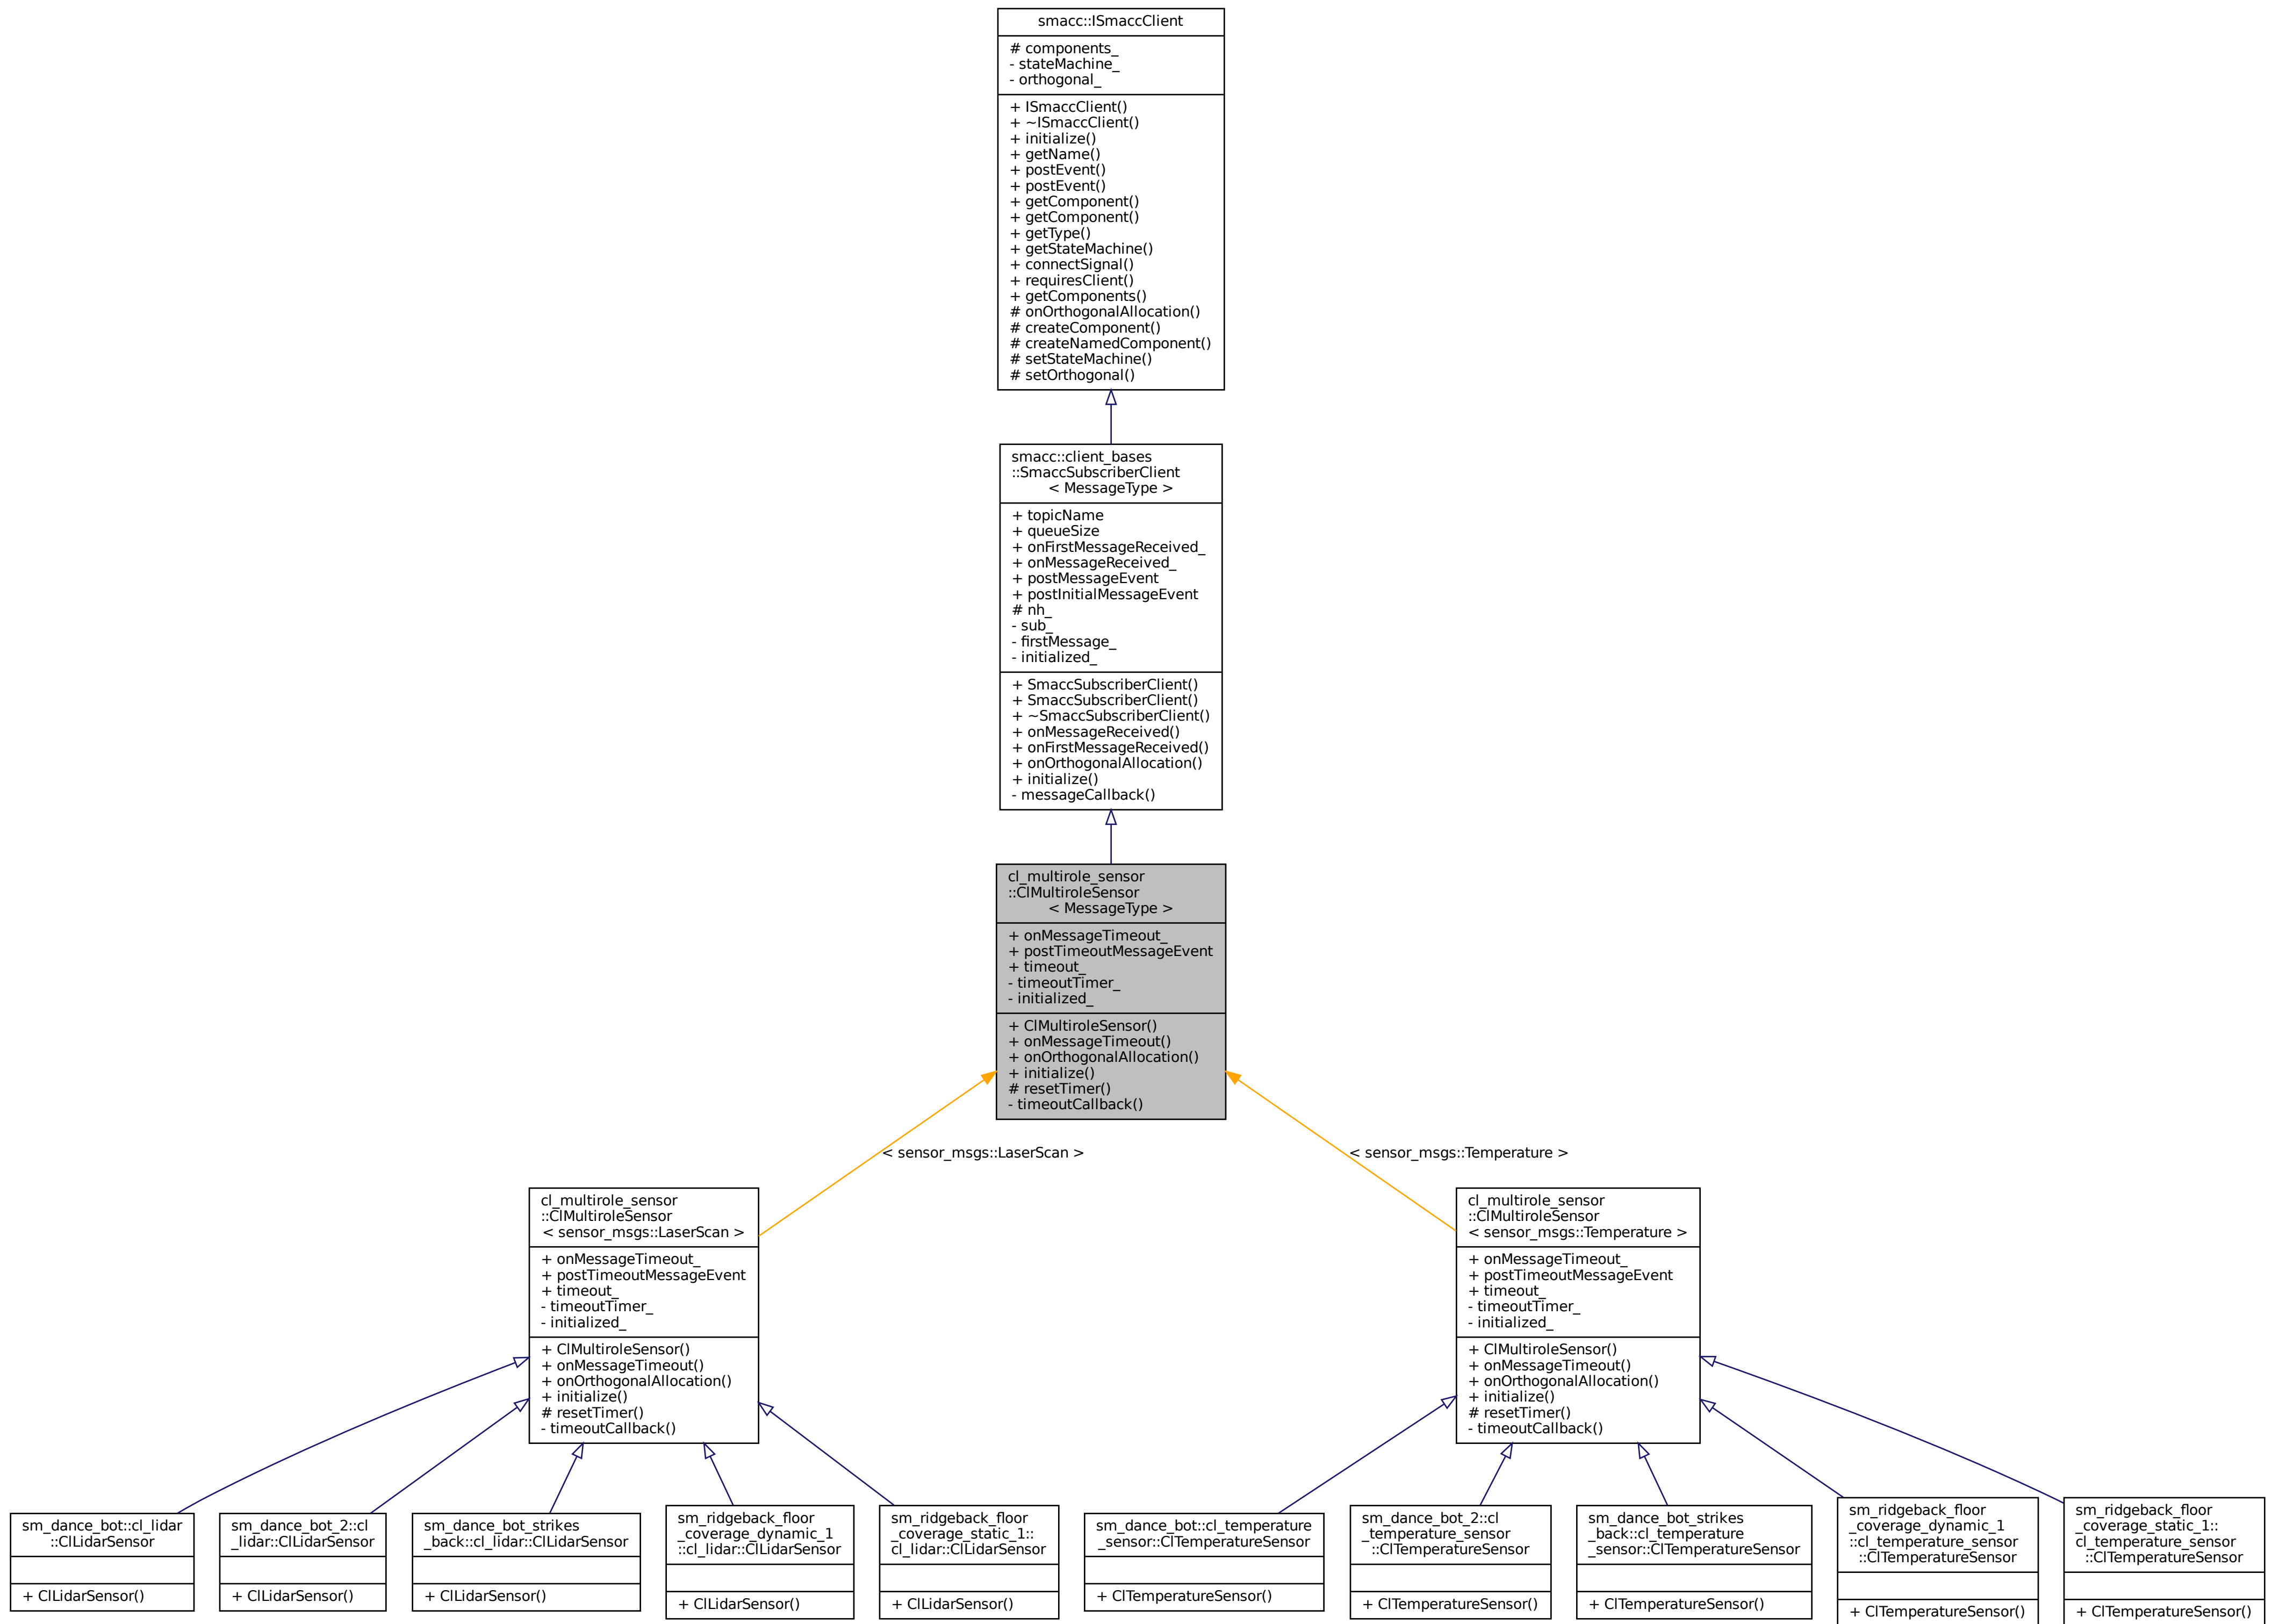 smacc::ISmaccClient
# components_
- stateMachine_
- orthogonal_
+ ISmaccClient()
+ ~ISmaccClient()
+ initialize()
+ getName()
+ postEvent()
+ postEvent()
+ getComponent()
+ getComponent()
+ getType()
+ getStateMachine()
+ connectSignal()
+ requiresClient()
+ getComponents()
# onOrthogonalAllocation()
# createComponent()
# createNamedComponent()
# setStateMachine()
# setOrthogonal()
smacc::client_bases
::SmaccSubscriberClient
< MessageType >
+ topicName
+ queueSize
+ onFirstMessageReceived_
+ onMessageReceived_
+ postMessageEvent
+ postInitialMessageEvent
# nh_
- sub_
- firstMessage_
- initialized_
+ SmaccSubscriberClient()
+ SmaccSubscriberClient()
+ ~SmaccSubscriberClient()
+ onMessageReceived()
+ onFirstMessageReceived()
+ onOrthogonalAllocation()
+ initialize()
- messageCallback()
cl_multirole_sensor
::ClMultiroleSensor
< MessageType >
+ onMessageTimeout_
+ postTimeoutMessageEvent
+ timeout_
- timeoutTimer_
- initialized_
+ ClMultiroleSensor()
+ onMessageTimeout()
+ onOrthogonalAllocation()
+ initialize()
# resetTimer()
- timeoutCallback()
< sensor_msgs::LaserScan >
< sensor_msgs::Temperature >
cl_multirole_sensor
::ClMultiroleSensor
< sensor_msgs::LaserScan >
+ onMessageTimeout_
+ postTimeoutMessageEvent
+ timeout_
- timeoutTimer_
- initialized_
+ ClMultiroleSensor()
+ onMessageTimeout()
+ onOrthogonalAllocation()
+ initialize()
# resetTimer()
- timeoutCallback()
cl_multirole_sensor
::ClMultiroleSensor
< sensor_msgs::Temperature >
+ onMessageTimeout_
+ postTimeoutMessageEvent
+ timeout_
- timeoutTimer_
- initialized_
+ ClMultiroleSensor()
+ onMessageTimeout()
+ onOrthogonalAllocation()
+ initialize()
# resetTimer()
- timeoutCallback()
sm_dance_bot::cl_lidar
::ClLidarSensor
+ ClLidarSensor()
sm_dance_bot_2::cl
_lidar::ClLidarSensor
+ ClLidarSensor()
sm_dance_bot_strikes
_back::cl_lidar::ClLidarSensor
+ ClLidarSensor()
sm_ridgeback_floor
_coverage_dynamic_1
::cl_lidar::ClLidarSensor
+ ClLidarSensor()
sm_ridgeback_floor
_coverage_static_1::
cl_lidar::ClLidarSensor
+ ClLidarSensor()
sm_dance_bot::cl_temperature
_sensor::ClTemperatureSensor
+ ClTemperatureSensor()
sm_dance_bot_2::cl
_temperature_sensor
::ClTemperatureSensor
+ ClTemperatureSensor()
sm_dance_bot_strikes
_back::cl_temperature
_sensor::ClTemperatureSensor
+ ClTemperatureSensor()
sm_ridgeback_floor
_coverage_dynamic_1
::cl_temperature_sensor
::ClTemperatureSensor
+ ClTemperatureSensor()
sm_ridgeback_floor
_coverage_static_1::
cl_temperature_sensor
::ClTemperatureSensor
+ ClTemperatureSensor()